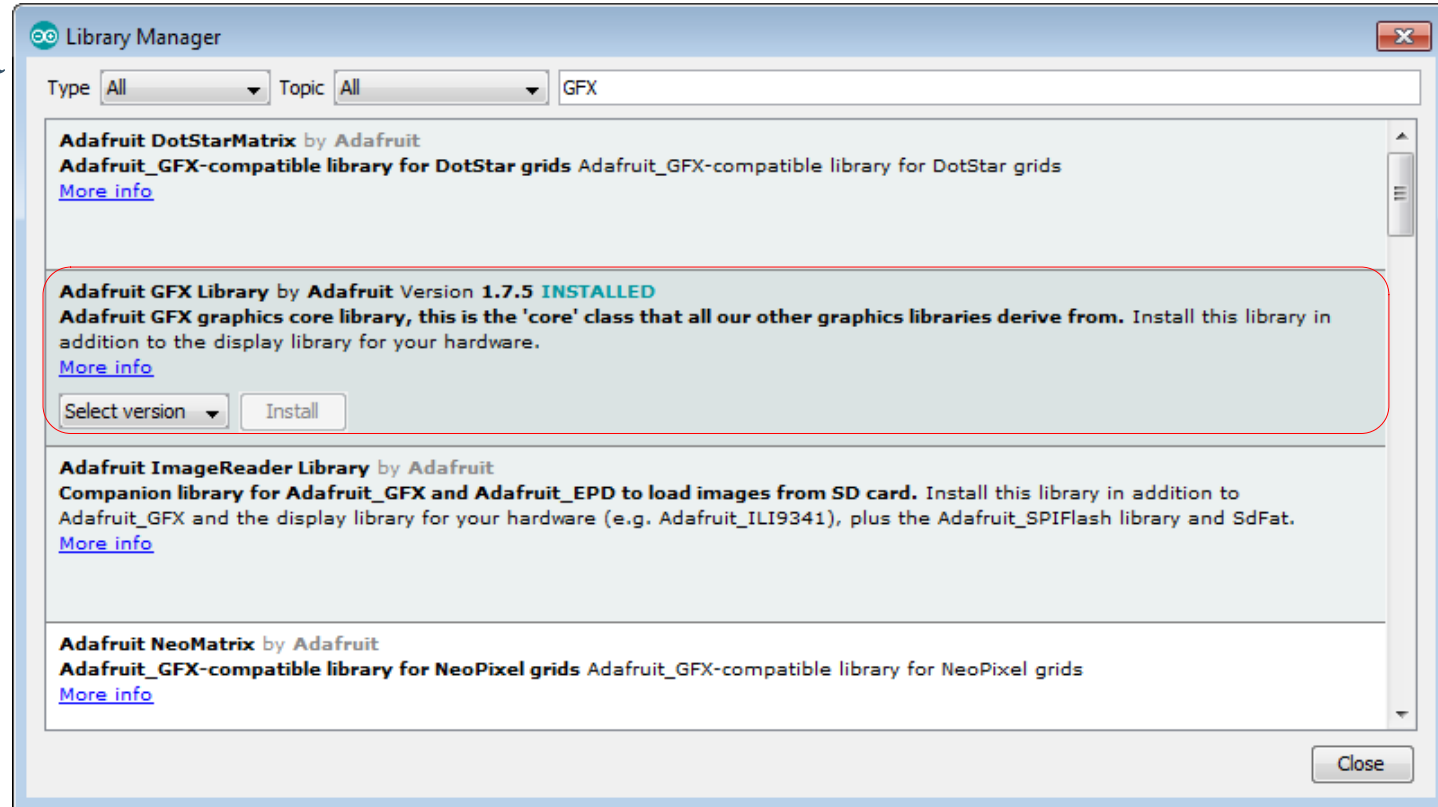 Library Manager
Type All Topic All GFX
Adafruit DotStarMatrix by Adafruit
Adafruit_GFX-compatible library for DotStar grids Adafruit_GFX-compatible library for DotStar grids
More info
Adafruit GFX Library by Adafruit Version 1.7.5 INSTALLED
Adafruit GFX graphics core library, this is the 'core' class that all our other graphics libraries derive from. Install this library in
addition to the display library for your hardware.
More info
Select version Install
Adafruit ImageReader Library by Adafruit
Companion library for Adafruit_GFX and Adafruit_EPD to load images from SD card. Install this library in addition to
Adafruit_GFX and the display library for your hardware (e.g. Adafruit_ILI9341), plus the Adafruit_SPIFlash library and SdFat.
More info
Adafruit NeoMatrix by Adafruit
Adafruit_GFX-compatible library for NeoPixel grids Adafruit_GFX-compatible library for NeoPixel grids
More info
Close